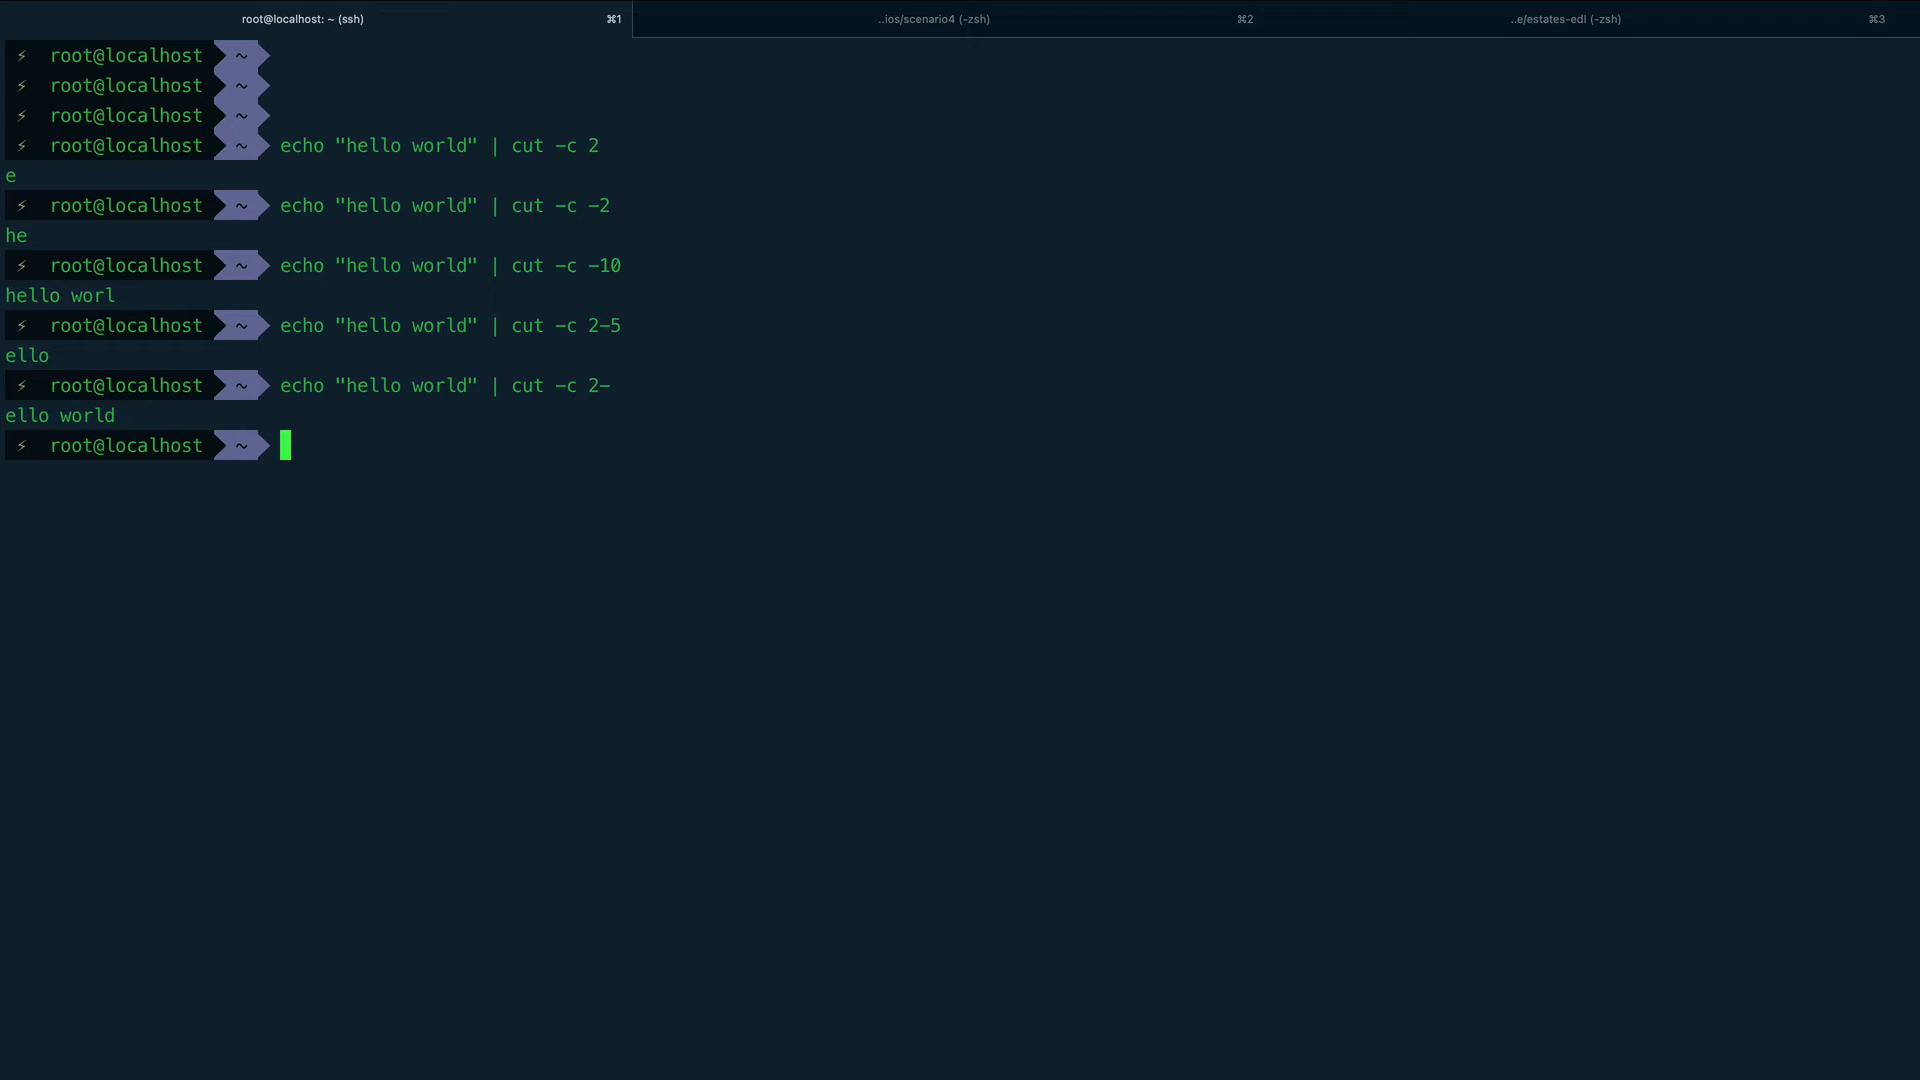 root@localhost: ~ (ssh) ⌘1 ..ios/scenario4 (-zsh) ⌘2 ..e/estates-edl (-zsh) ⌘3
⚡ root@localhost ~
⚡ root@localhost ~
⚡ root@localhost ~
⚡ root@localhost ~ echo "hello world" | cut -c 2
e
⚡ root@localhost ~ echo "hello world" | cut -c -2
he
⚡ root@localhost ~ echo "hello world" | cut -c -10
hello worl
⚡ root@localhost ~ echo "hello world" | cut -c 2-5
ello
⚡ root@localhost ~ echo "hello world" | cut -c 2-
ello world
⚡ root@localhost ~